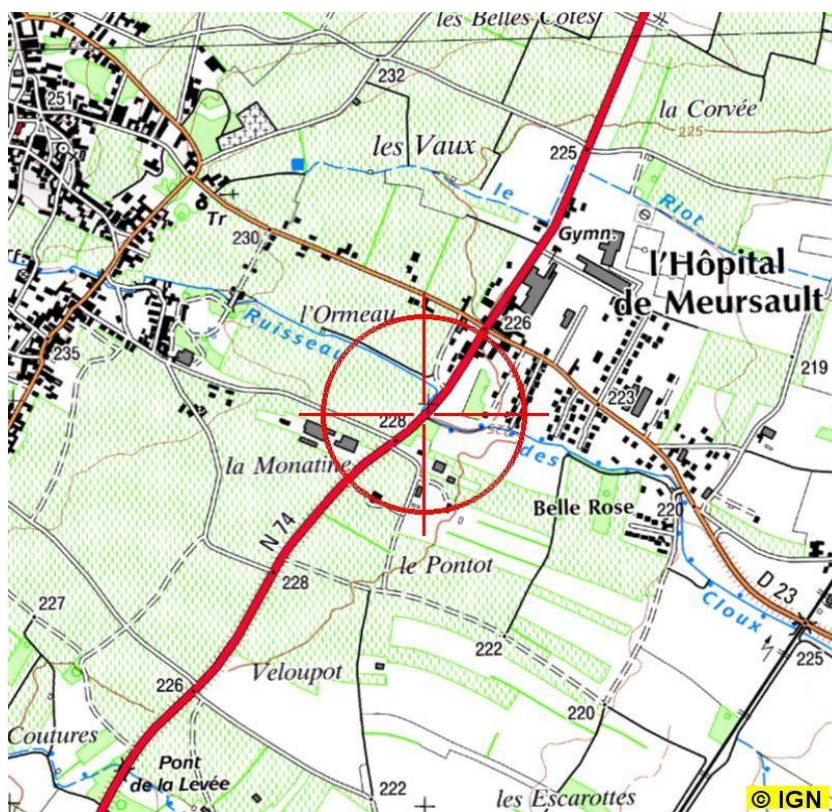 les Belles Côtes
232
251
la Corvée
225
les Vaux
225
le
Riot
Tr
230
Gymn.
l'Hôpital
de Meursault
l'Ormeau
226
Ruisseau
235
219
223
228
des
la Monatine
Belle Rose
220
N 74
le Pontot
228
D 23
Cloux
227
222
225
Veloupot
226
220
Coutures
Pont
de la Levée
222
les Escarottes
© IGN